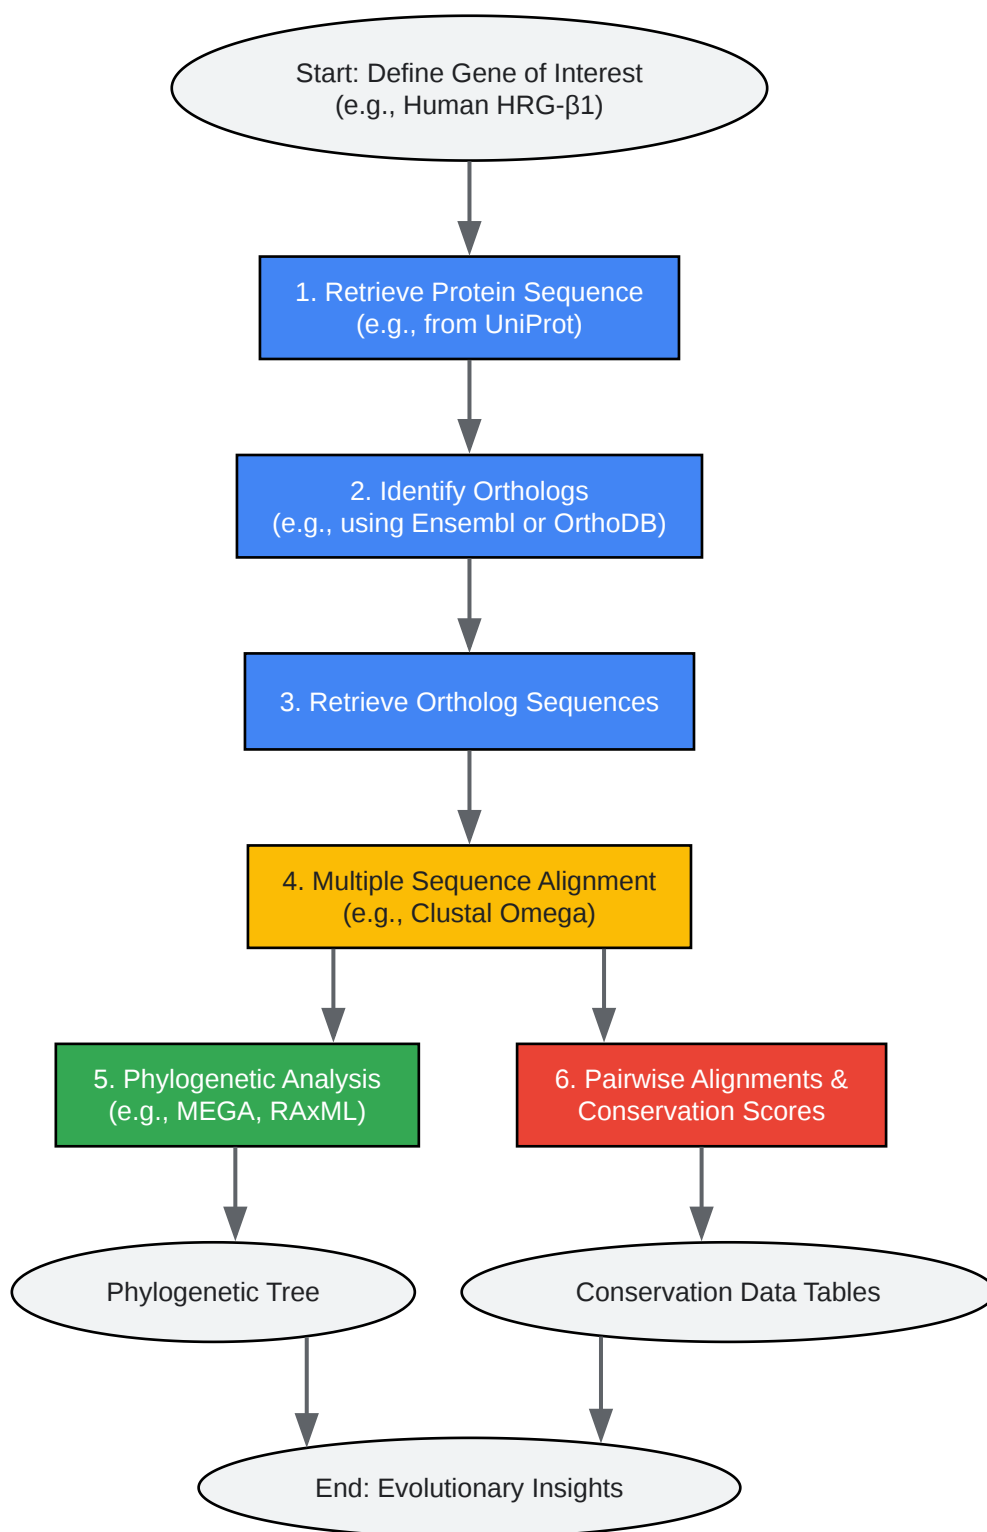 Start: Define Gene of Interest
(e.g., Human HRG-β1)
1. Retrieve Protein Sequence
(e.g., from UniProt)
2. Identify Orthologs
(e.g., using Ensembl or OrthoDB)
3. Retrieve Ortholog Sequences
4. Multiple Sequence Alignment
(e.g., Clustal Omega)
5. Phylogenetic Analysis
(e.g., MEGA, RAxML)
6. Pairwise Alignments &
Conservation Scores
Phylogenetic Tree
Conservation Data Tables
End: Evolutionary Insights